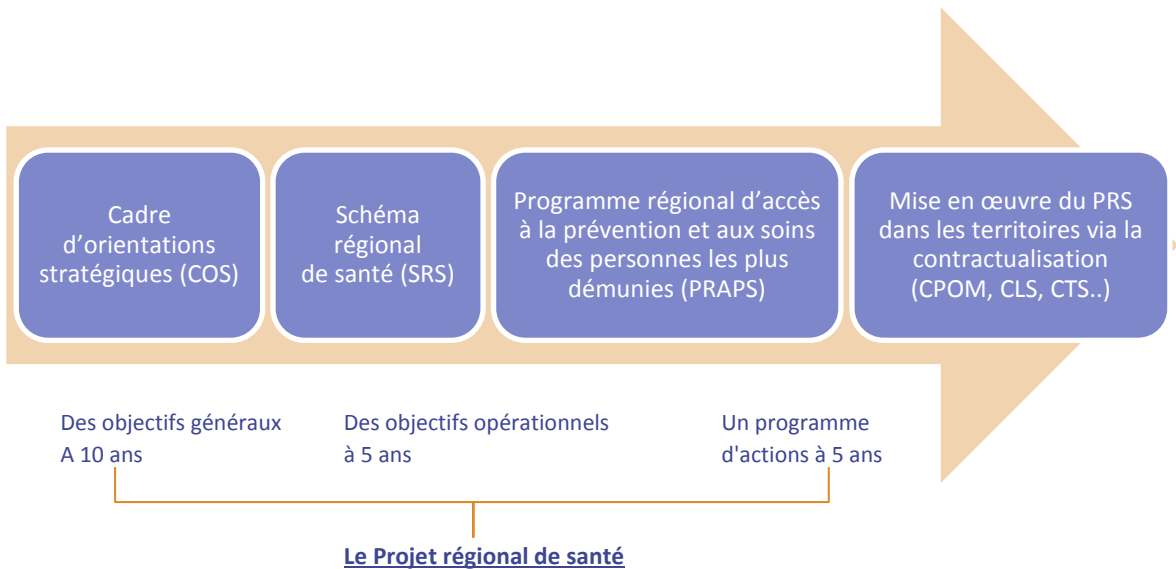 Cadre
d'orientations
stratégiques (COS)
Schéma
régional
de santé (SRS)
Programme régional d'accès
à la prévention et aux soins
des personnes les plus
démunies (PRAPS)
Mise en œuvre du PRS
dans les territoires via la
contractualisation
(CPOM, CLS, CTS..)
Des objectifs généraux
A 10 ans
Des objectifs opérationnels
à 5 ans
Un programme
d'actions à 5 ans
Le Projet régional de santé